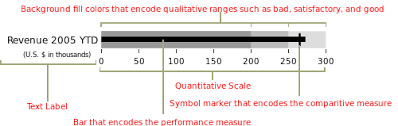 Background fill colors that encode qualitative ranges such as bad, satisfactory, and good
Revenue 2005 YTD
(U.S. $ in thousands)
0 50 100 150 200 250 300
Quantitative Scale
Text Label
Symbol marker that encodes the comparitive measure
Bar that encodes the performance measure